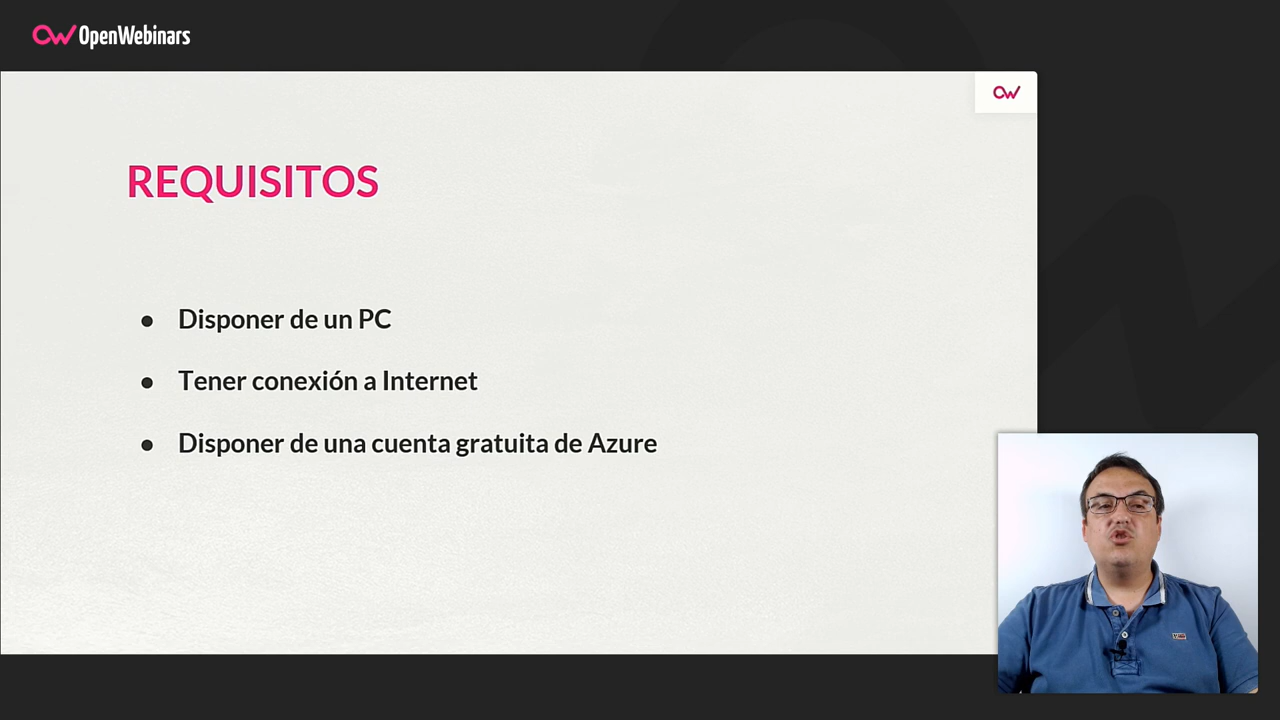 OpenWebinars
REQUISITOS
● Disponer de un PC
● Tener conexión a Internet
● Disponer de una cuenta gratuita de Azure